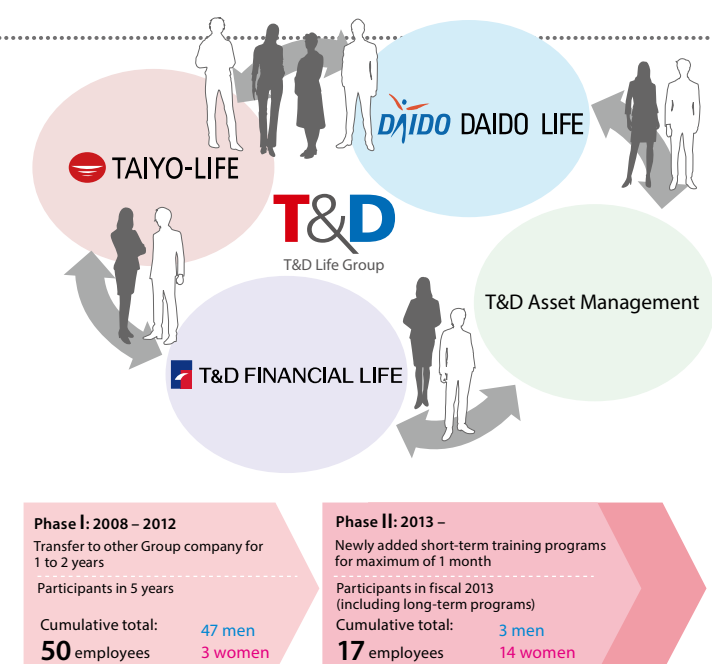 TAIYO-LIFE
DAIDO DAIDO LIFE
T&D
T&D Life Group
T&D Asset Management
T&D FINANCIAL LIFE
Phase I: 2008 – 2012
Transfer to other Group company for
1 to 2 years
Participants in 5 years
Cumulative total:
50 employees
47 men
3 women
Phase II: 2013 –
Newly added short-term training programs
for maximum of 1 month
Participants in fiscal 2013
(including long-term programs)
Cumulative total:
17 employees
3 men
14 women